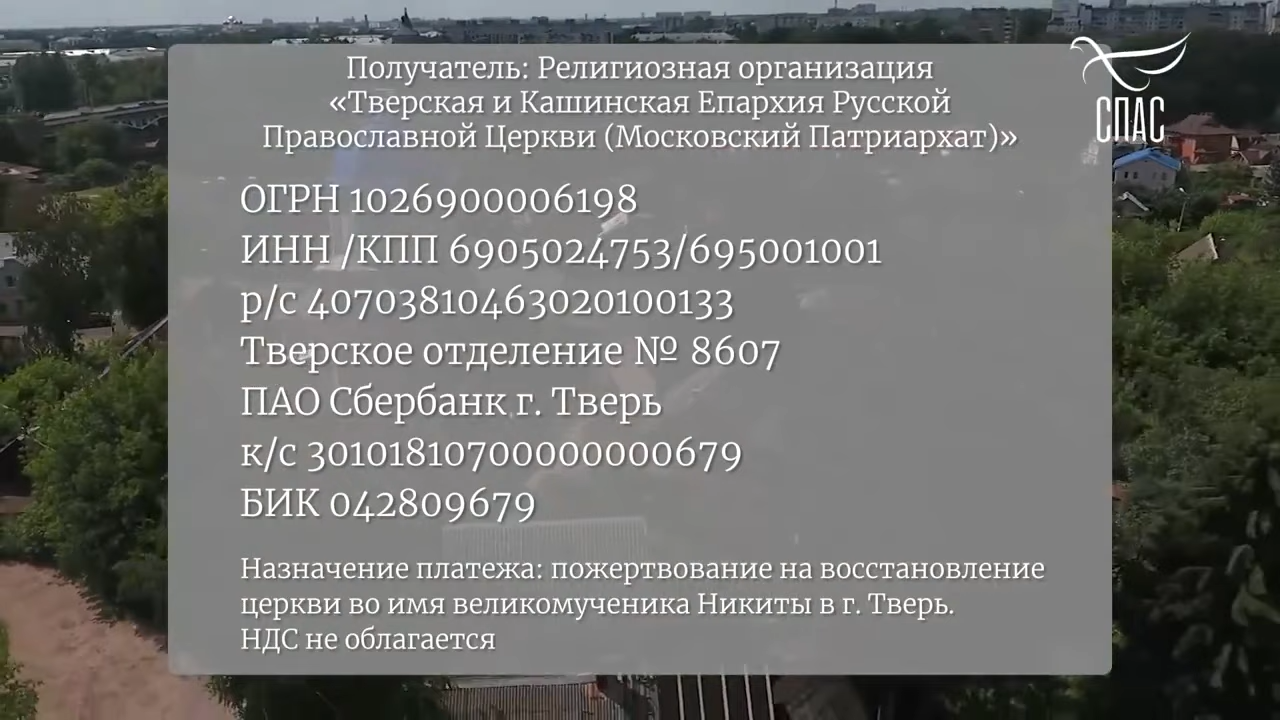 Получатель: Религиозная организация
«Тверская и Кашинская Епархия Русской
Православной Церкви (Московский Патриархат)»
СПАС
ОГРН 1026900006198
ИНН /КПП 6905024753/695001001
р/с 40703810463020100133
Тверское отделение № 8607
ПАО Сбербанк г. Тверь
к/с 30101810700000000679
БИК 042809679
Назначение платежа: пожертвование на восстановление
церкви во имя великомученика Никиты в г. Тверь.
НДС не облагается